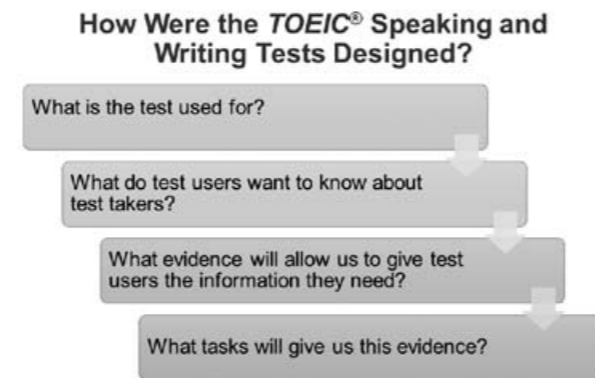 How Were the TOEIC® Speaking and
Writing Tests Designed?
What is the test used for?
What do test users want to know about
test takers?
What evidence will allow us to give test
users the information they need?
What tasks will give us this evidence?